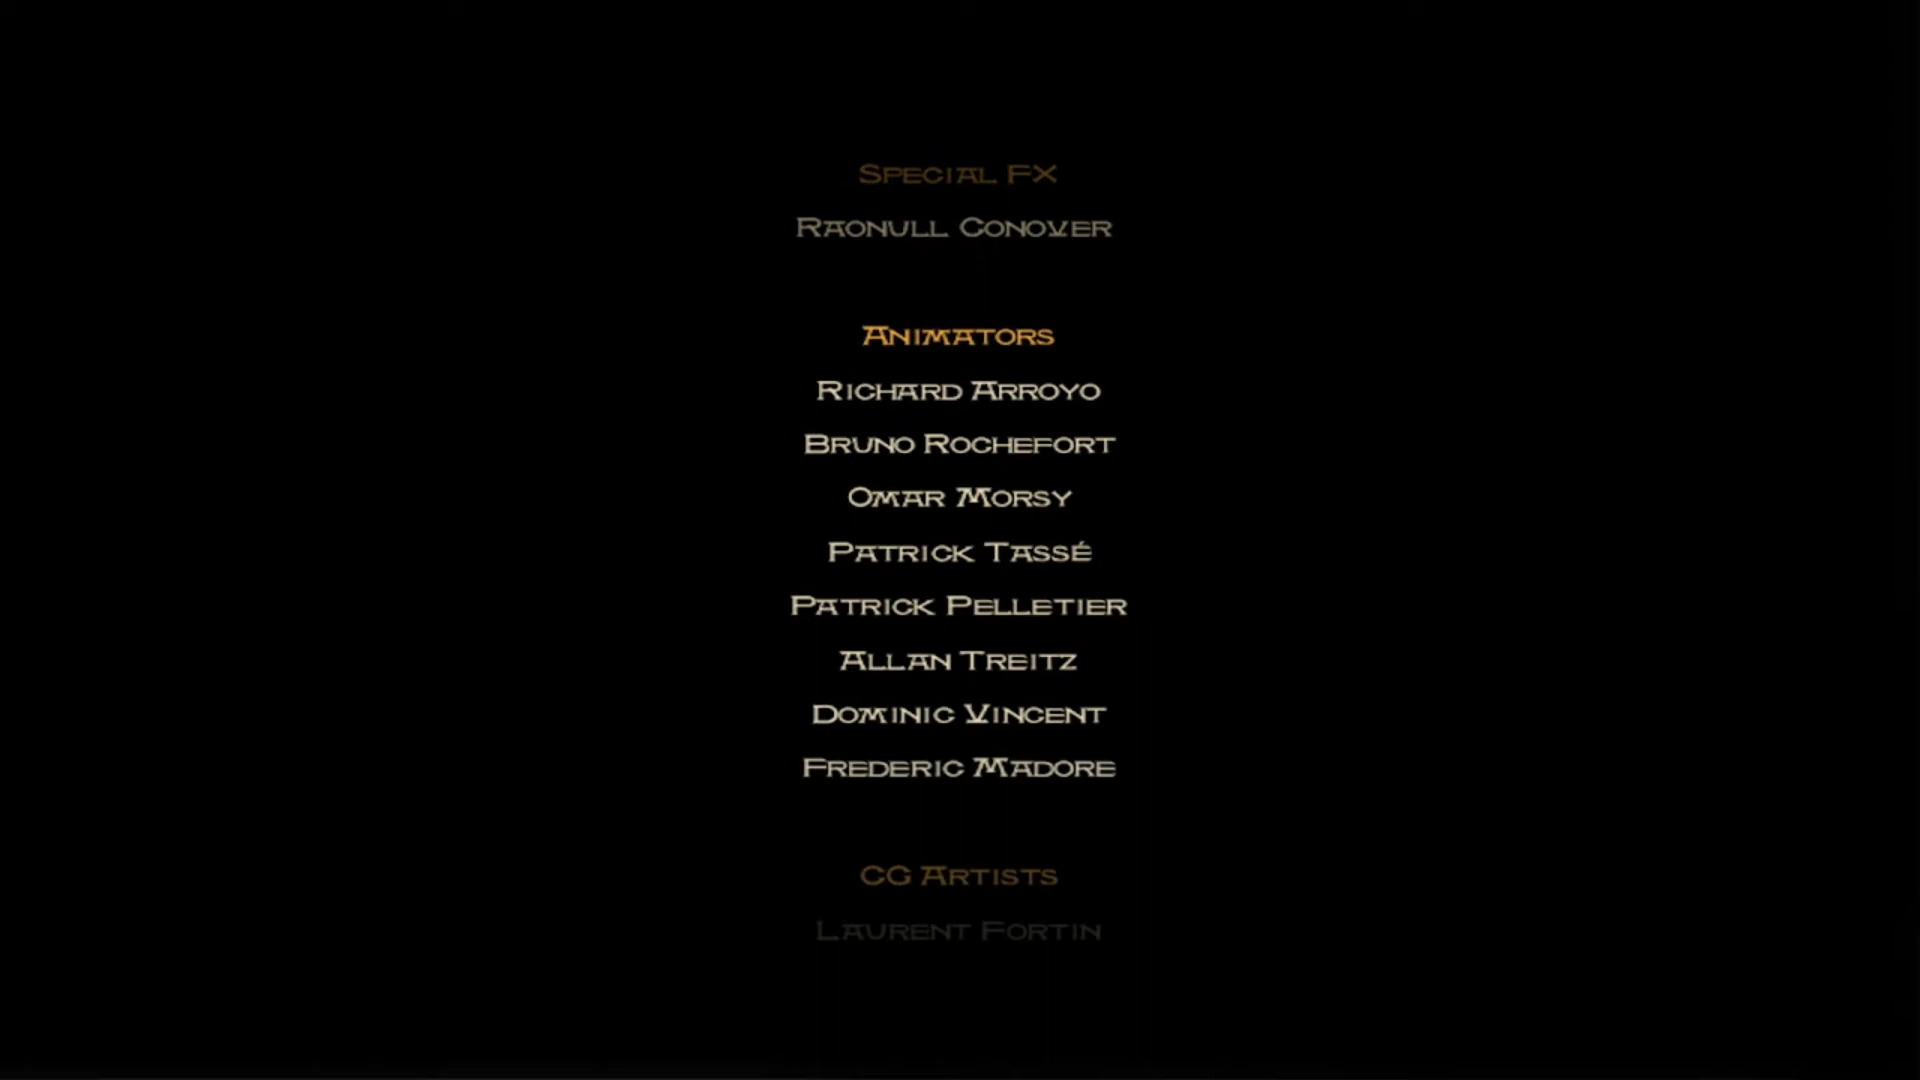 Special FX
Raonull Conover
Animators
Richard Arroyo
Bruno Rochefort
Omar Morsy
Patrick Tassé
Patrick Pelletier
Allan Treitz
Dominic Vincent
Frederic Madore
CG Artists
Laurent Fortin